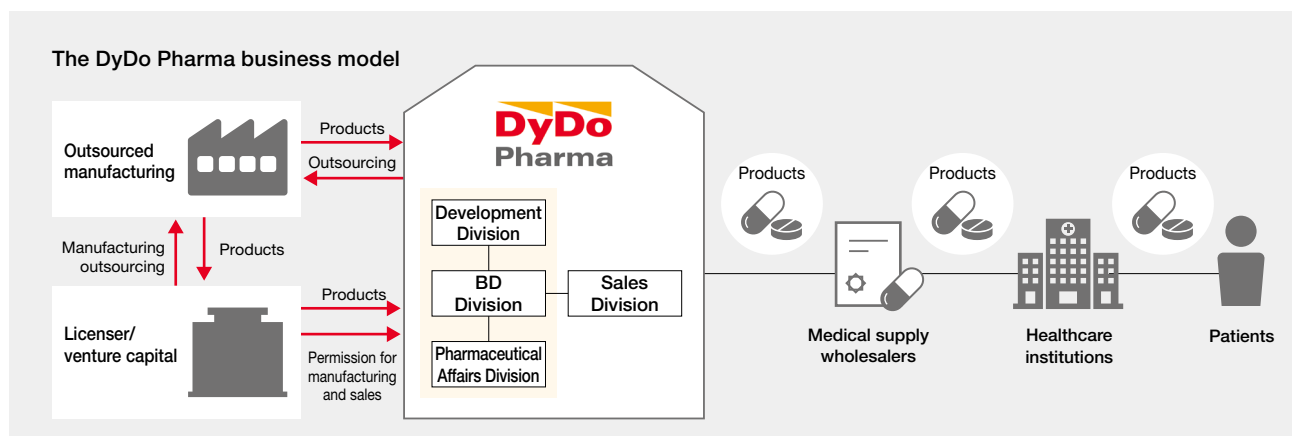 The DyDo Pharma business model
Outsourced
manufacturing
Products
Outsourcing
Manufacturing
outsourcing
Products
Licenser/
venture capital
Products
Permission for
manufacturing
and sales
DyDo
Pharma
Development
Division
BD
Division
Sales
Division
Pharmaceutical
Affairs Division
Products
Products
Products
Medical supply
wholesalers
Healthcare
institutions
Patients